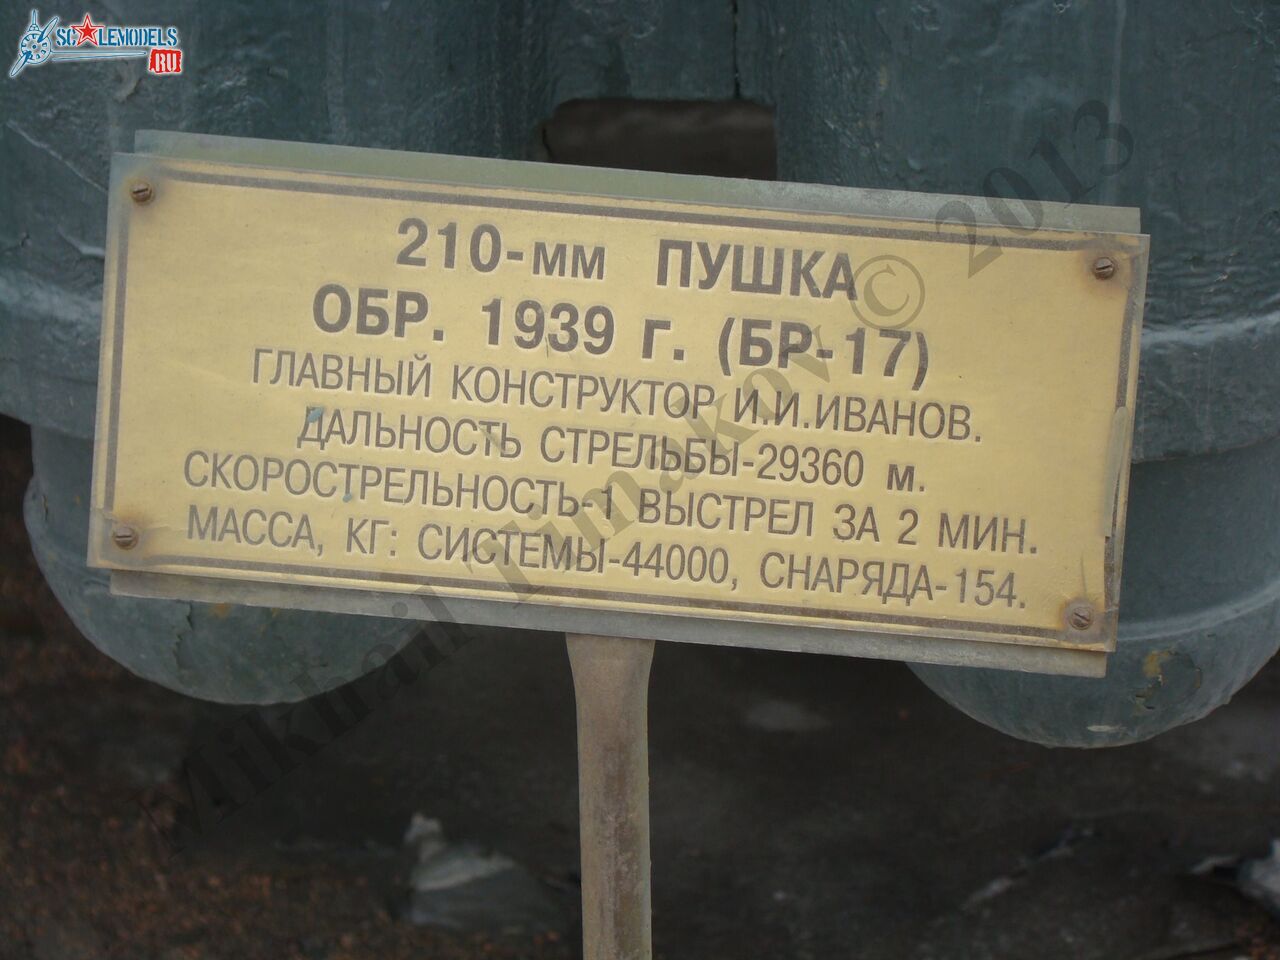 SCALEMODELS
RU
210-мм ПУШКА
ОБР. 1939 г. (БР-17)
ГЛАВНЫЙ КОНСТРУКТОР И.И.ИВАНОВ.
ДАЛЬНОСТЬ СТРЕЛЬБЫ-29360 м.
СКОРОСТРЕЛЬНОСТЬ-1 ВЫСТРЕЛ ЗА 2 МИН.
МАССА, КГ: СИСТЕМЫ-44000, СНАРЯДА-154.
Mikhail Timakov © 2013